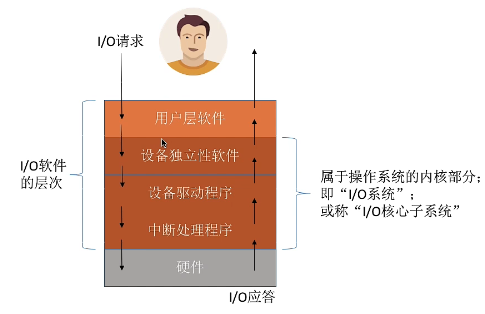 I/O请求
用户层软件
设备独立性软件
设备驱动程序
中断处理程序
硬件
I/O软件
的层次
属于操作系统的内核部分；
即“I/O系统”；
或称“I/O核心子系统”
I/O应答